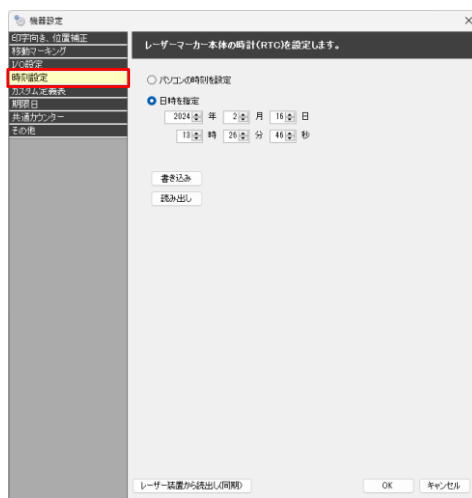 機器設定
印字向き、位置補正
移動マーキング
I/O設定
時刻設定
カスタム定義表
期限日
共通カウンター
その他
レーザーマーカー本体の時計(RTC)を設定します。
パソコンの時刻を設定
日時を指定
2024 年 2 月 16 日
13 時 26 分 46 秒
書き込み
読み出し
レーザー装置から読出し(同期)
OK
キャンセル